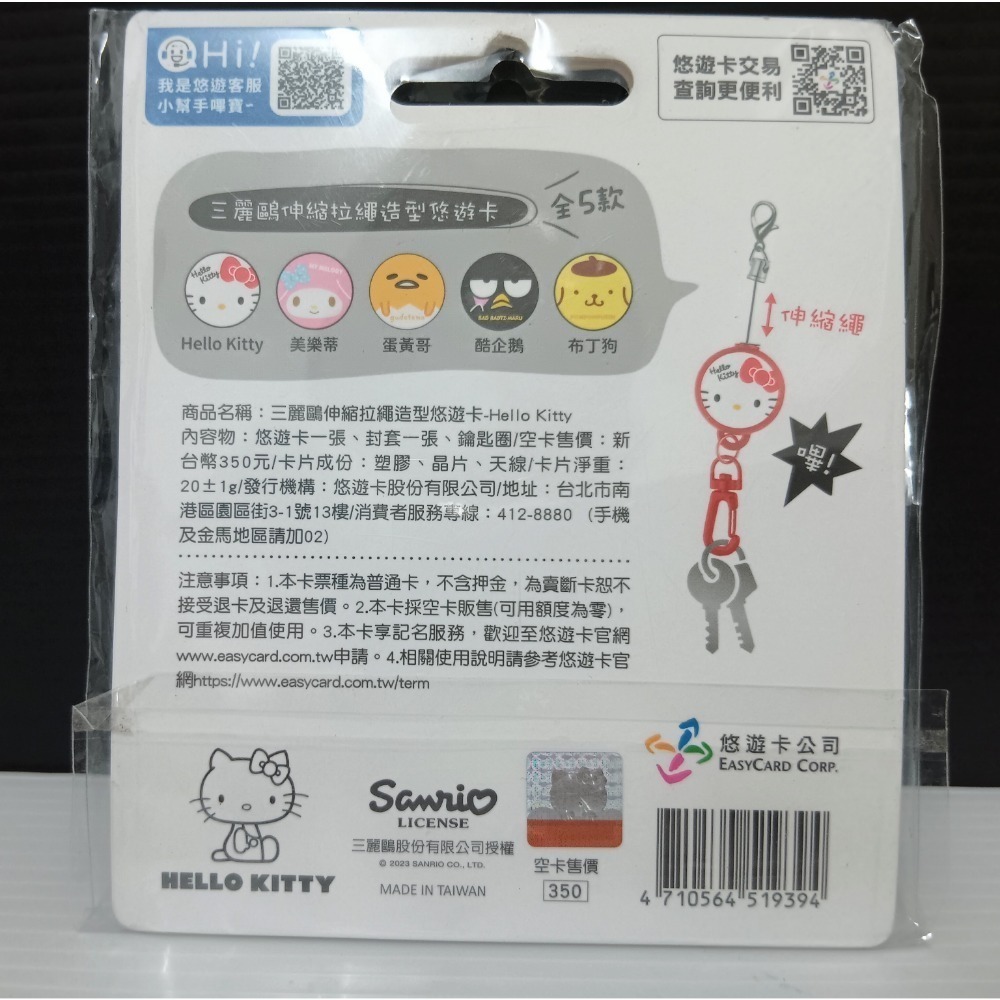 Hi!
我是悠遊客服
小幫手嗶寶~
悠遊卡交易
查詢更便利
三麗鷗伸縮拉繩造型悠遊卡
全5款
Hello Kitty
MY MELODY
gudetama
BAD BADTZ-MARU
Hello Kitty
美樂蒂
蛋黃哥
酷企鵝
布丁狗
伸縮繩
Hello Kitty
嗶!
商品名稱：三麗鷗伸縮拉繩造型悠遊卡-Hello Kitty
內容物：悠遊卡一張、封套一張、鑰匙圈/空卡售價：新
台幣350元/卡片成份：塑膠、晶片、天線/卡片淨重：
20±1g/發行機構：悠遊卡股份有限公司/地址：台北市南
港區園區街3-1號13樓/消費者服務專線：412-8880（手機
及金馬地區請加02）
注意事項：1.本卡票種為普通卡，不含押金，為賣斷卡恕不
接受退卡及退還售價。2.本卡採空卡販售(可用額度為零)，
可重複加值使用。3.本卡享記名服務，歡迎至悠遊卡官網
www.easycard.com.tw申請。4.相關使用說明請參考悠遊卡官
網https://www.easycard.com.tw/term
HELLO KITTY
Sanrio
LICENSE
三麗鷗股份有限公司授權
© 2023 SANRIO CO., LTD.
MADE IN TAIWAN
空卡售價
350
悠遊卡公司
EASYCARD CORP.
4 710564 519394